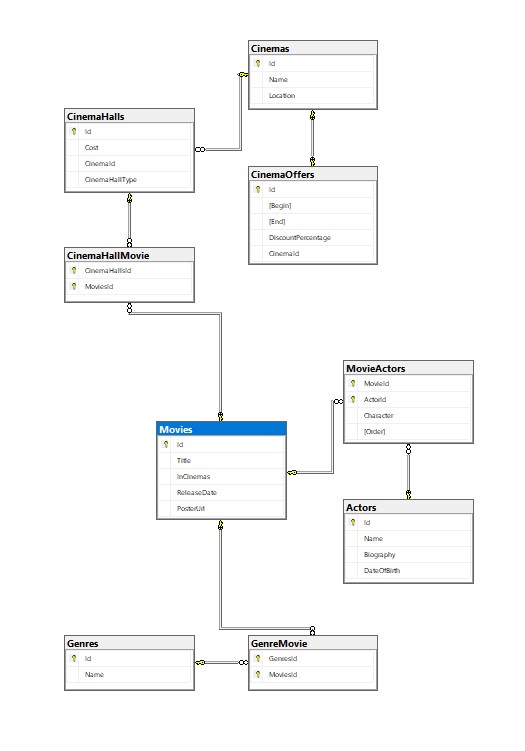 Cinemas
Id
Name
Location
CinemaHalls
Id
Cost
CinemaId
CinemaHallType
CinemaOffers
Id
[Begin]
[End]
DiscountPercentage
CinemaId
CinemaHallMovie
CinemaHallsId
MoviesId
MovieActors
MovieId
ActorId
Character
[Order]
Movies
Id
Title
InCinemas
ReleaseDate
PosterUrl
Actors
Id
Name
Biography
DateOfBirth
Genres
Id
Name
GenreMovie
GenresId
MoviesId